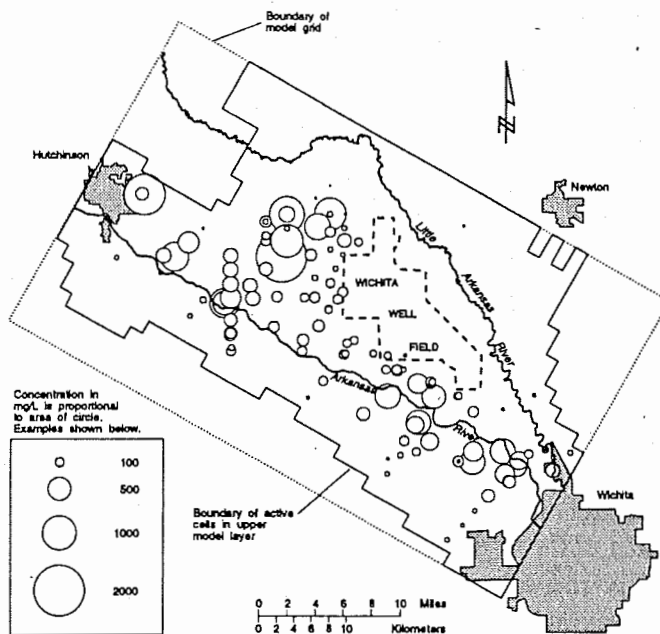 Boundary of
model grid
N
Hutchinson
Newton
Little
Arkansas
River
WICHITA
WELL
FIELD
Arkansas
River
Concentration in
mg/L is proportional
to area of circle.
Examples shown below.
100
500
1000
2000
Boundary of active
cells in upper
model layer
Wichita
0 2 4 6 8 10 Miles
0 2 4 6 8 10 Kilometers